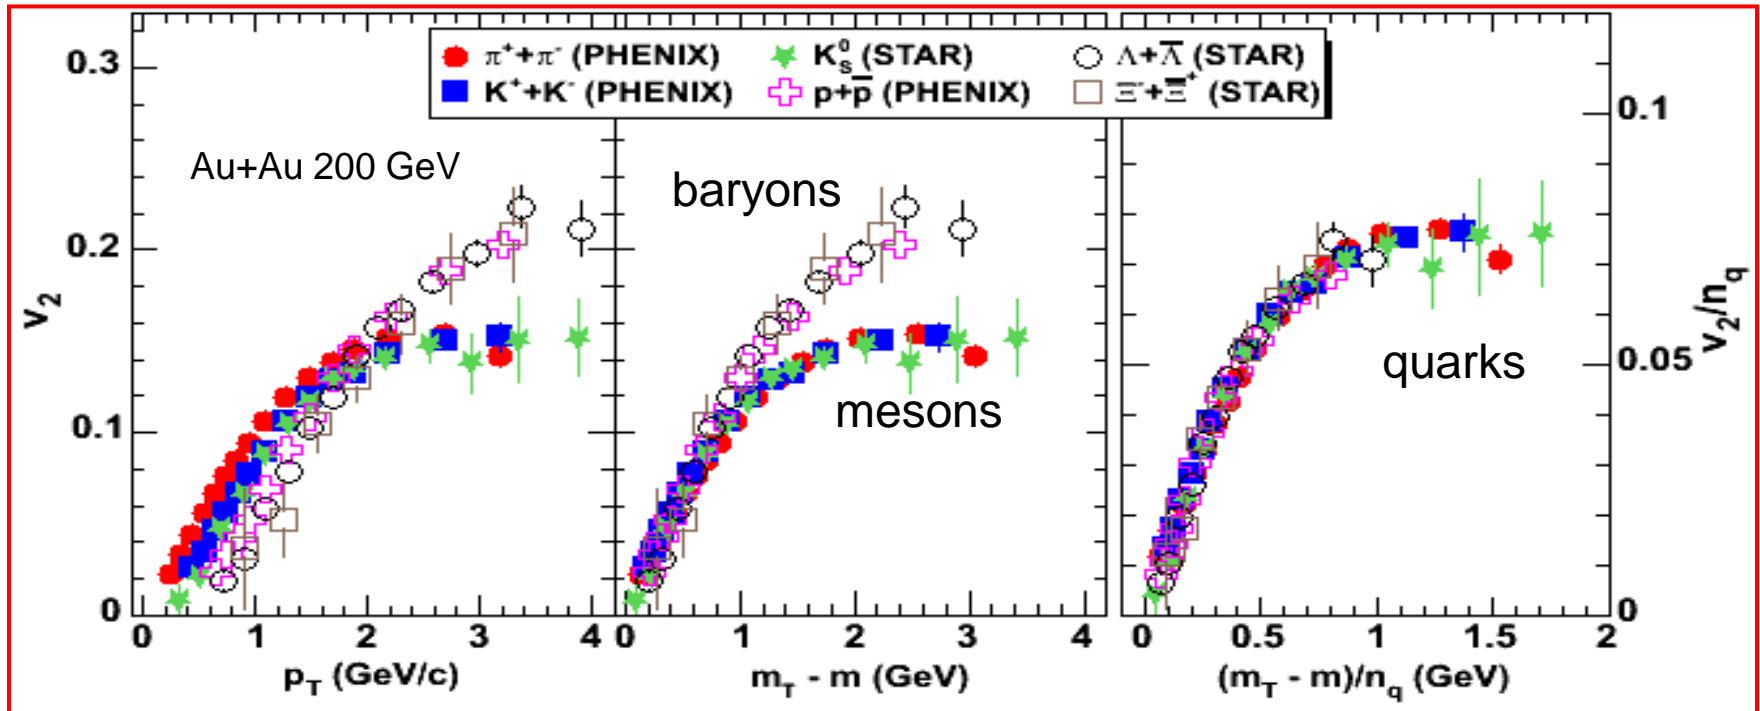 π⁺+π⁻ (PHENIX) K⁰ₛ (STAR) Λ+Λ̅ (STAR)
K⁺+K⁻ (PHENIX) p+p̅ (PHENIX) Ξ⁻+Ξ̅⁺ (STAR)
Au+Au 200 GeV
baryons
mesons
quarks
v₂
0.3
0.2
0.1
0
0 1 2 3 4
p_T (GeV/c)
0 1 2 3 4
m_T - m (GeV)
0 0.5 1 1.5 2
(m_T - m)/n_q (GeV)
0.1
0.05
0
v₂/n_q